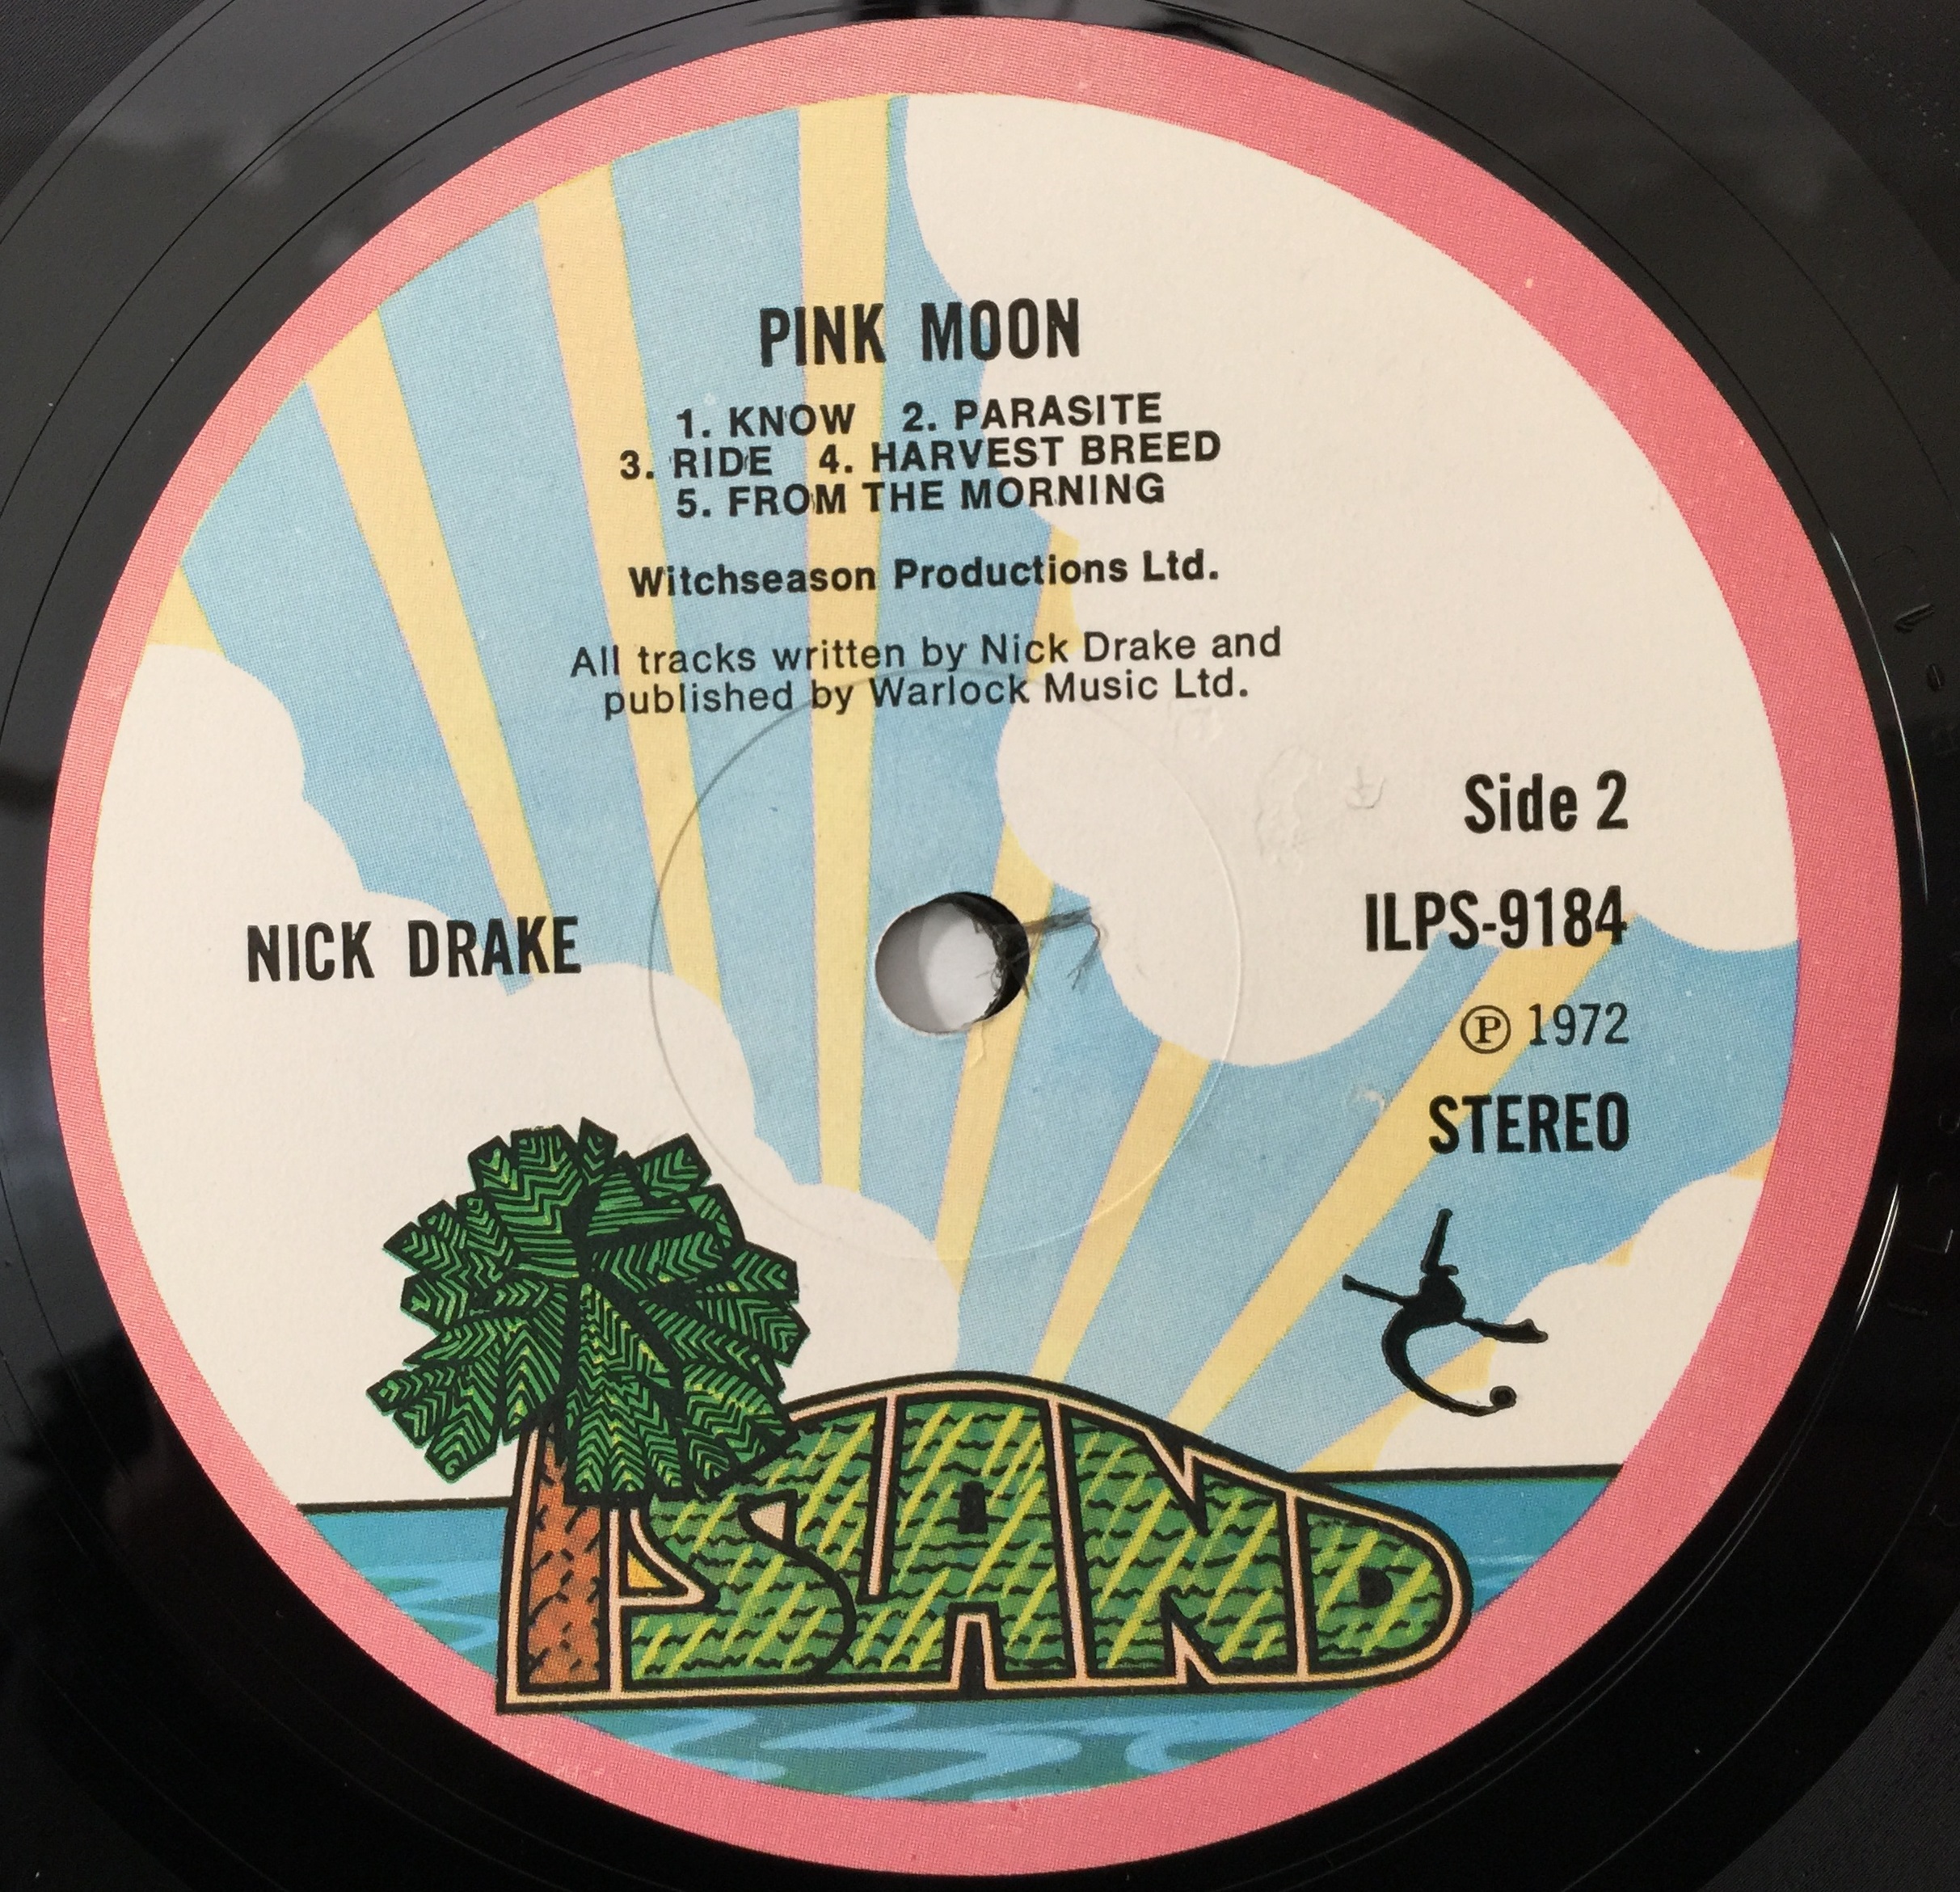 PINK MOON
1. KNOW 2. PARASITE
3. RIDE 4. HARVEST BREED
5. FROM THE MORNING
Witchseason Productions Ltd.
All tracks written by Nick Drake and
published by Warlock Music Ltd.
Side 2
NICK DRAKE
ILPS-9184
Ⓟ 1972
STEREO
ISLAND